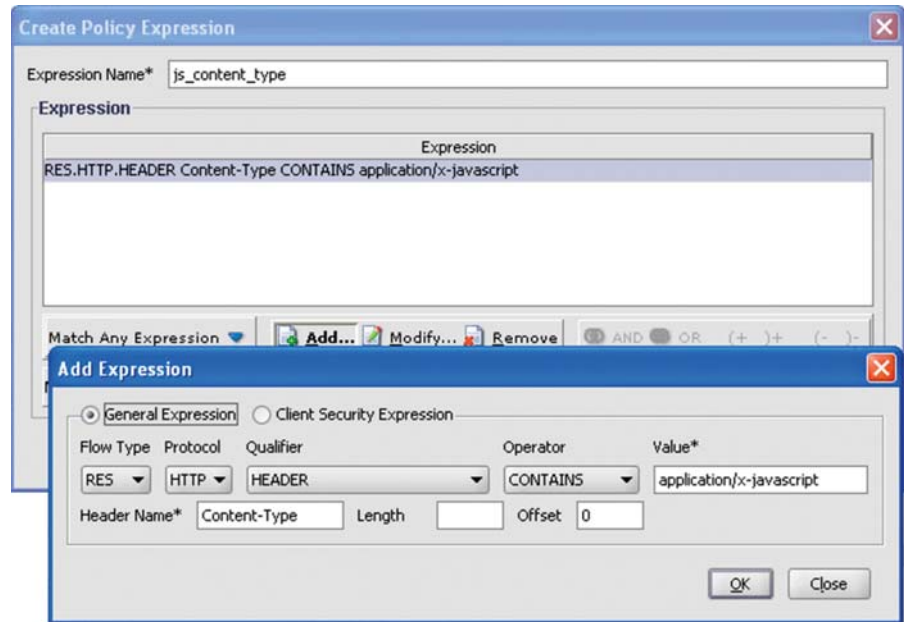 Create Policy Expression
Expression Name* js_content_type
Expression
Expression
RES.HTTP.HEADER Content-Type CONTAINS application/x-javascript
Match Any Expression Add... Modify... Remove AND OR (+ )+ (- )-
Add Expression
General Expression Client Security Expression
Flow Type Protocol Qualifier Operator Value*
RES HTTP HEADER CONTAINS application/x-javascript
Header Name* Content-Type Length Offset 0
OK Close